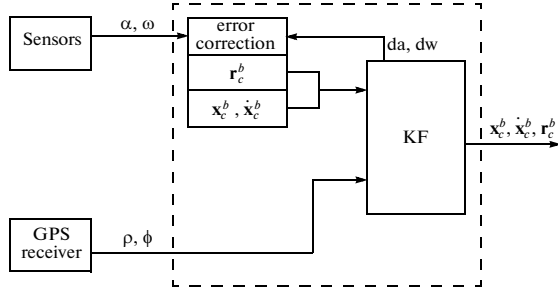 Sensors
α, ω
error
correction
da, dw
𝐫_c^b
𝐱_c^b , 𝐱̇_c^b
KF
𝐱_c^b, 𝐱̇_c^b, 𝐫_c^b
GPS
receiver
ρ, ϕ